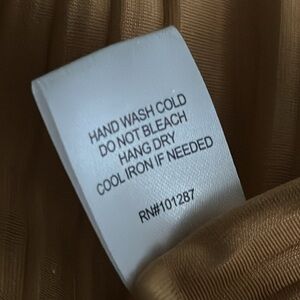 HAND WASH COLD
DO NOT BLEACH
HANG DRY
COOL IRON IF NEEDED
RN#101287